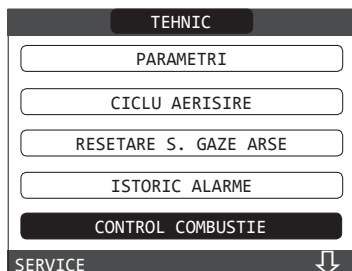 TEHNIC
PARAMETRI
CICLU AERISIRE
RESETARE S. GAZE ARSE
ISTORIC ALARME
CONTROL COMBUSTIE
SERVICE